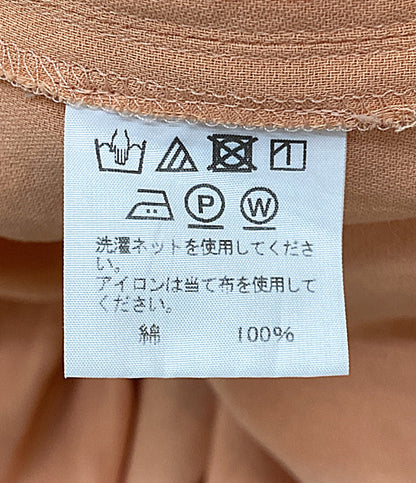 P W
洗濯ネットを使用してくださ
い。
アイロンは当て布を使用して
ください。
綿 100%